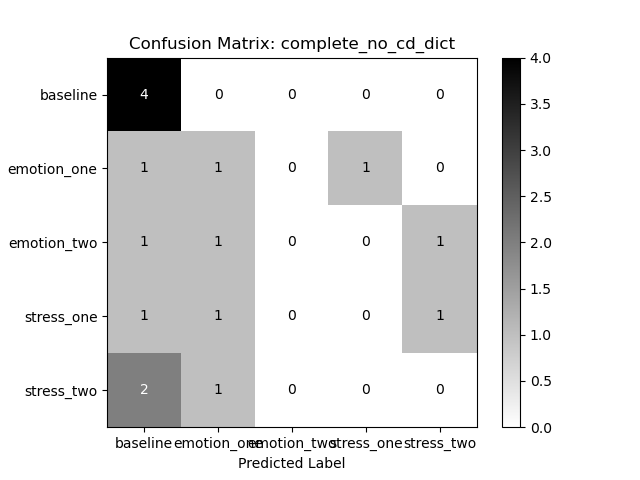 Confusion Matrix: complete_no_cd_dict
baseline 4 0 0 0 0
emotion_one 1 1 0 1 0
emotion_two 1 1 0 0 1
stress_one 1 1 0 0 1
stress_two 2 1 0 0 0
baseline emotion_one emotion_two stress_one stress_two
Predicted Label
4.0
3.5
3.0
2.5
2.0
1.5
1.0
0.5
0.0